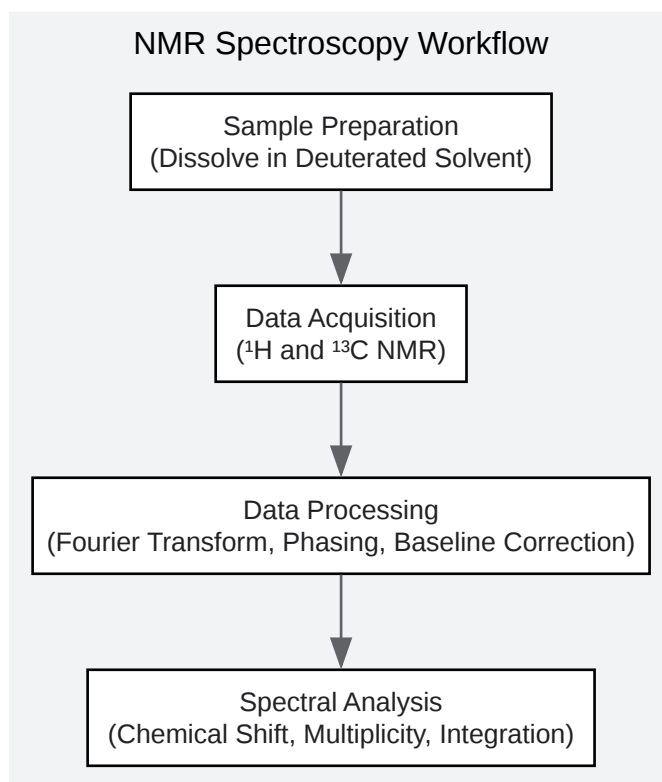 NMR Spectroscopy Workflow
Sample Preparation
(Dissolve in Deuterated Solvent)
Data Acquisition
(¹H and ¹³C NMR)
Data Processing
(Fourier Transform, Phasing, Baseline Correction)
Spectral Analysis
(Chemical Shift, Multiplicity, Integration)